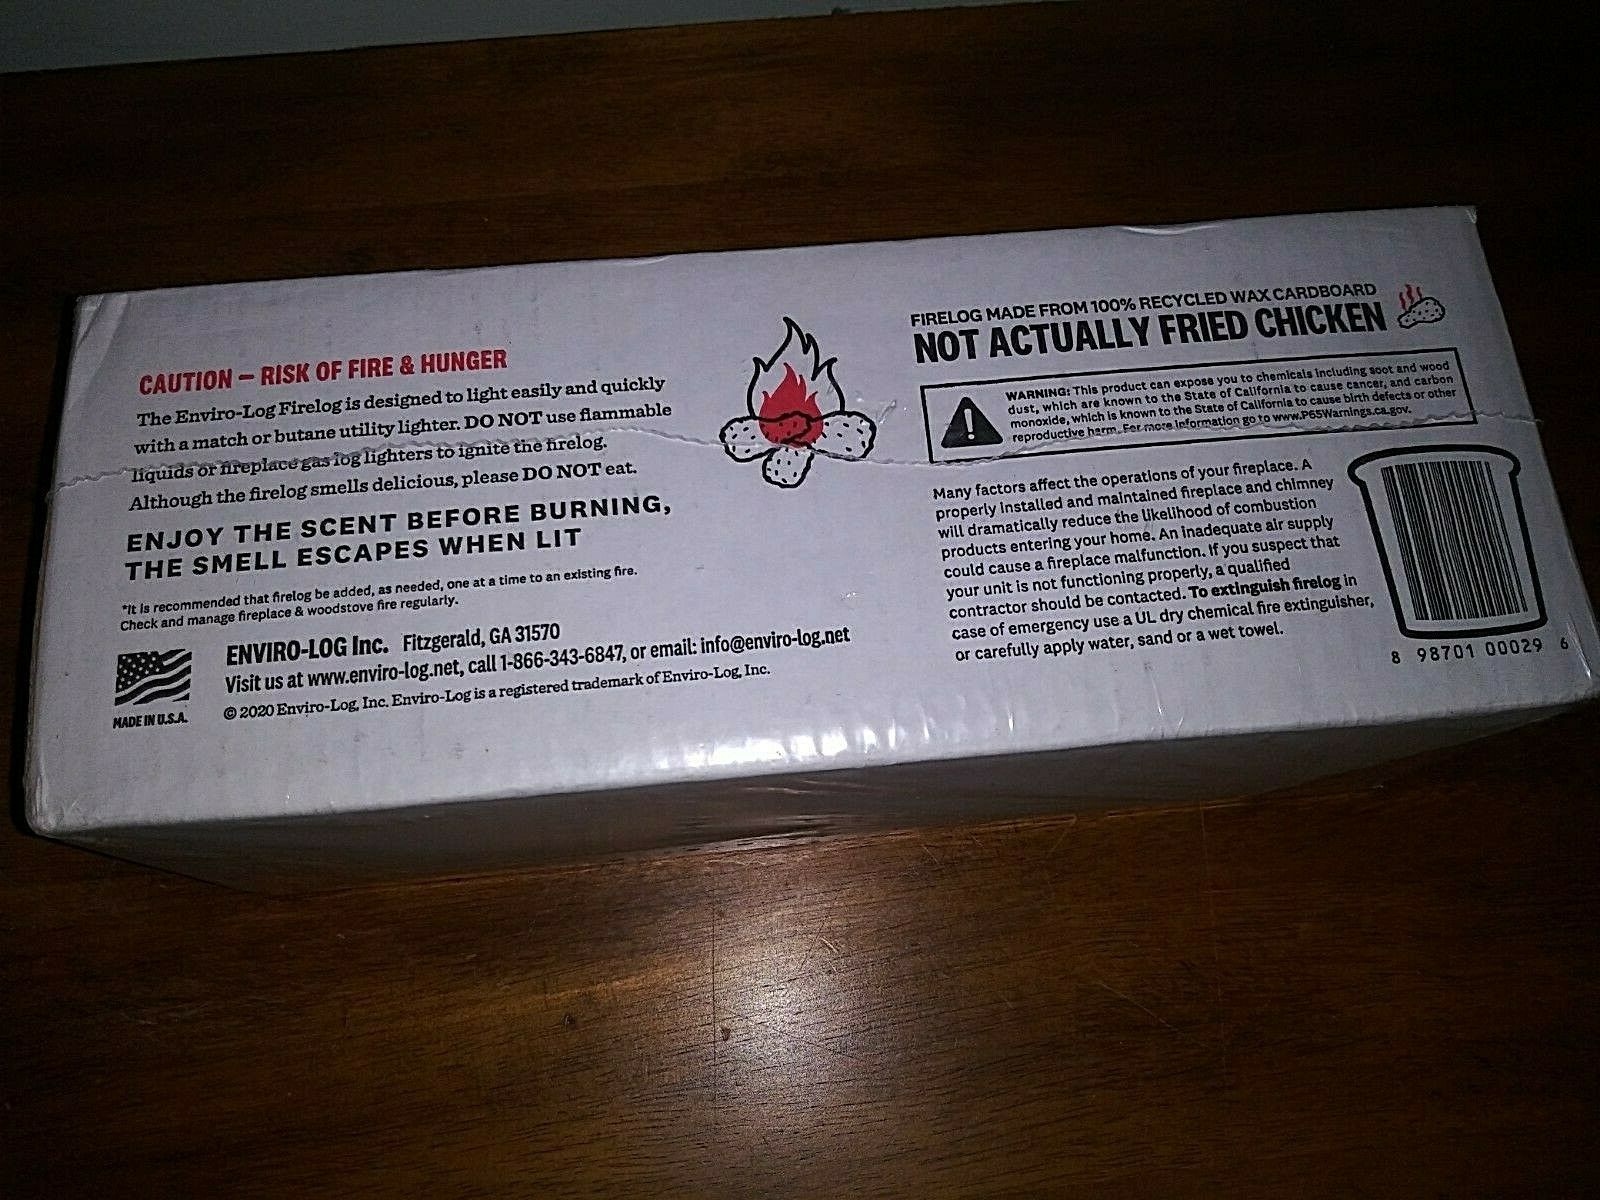 CAUTION – RISK OF FIRE & HUNGER
The Enviro-Log Firelog is designed to light easily and quickly
with a match or butane utility lighter. DO NOT use flammable
liquids or fireplace gas log lighters to ignite the firelog.
Although the firelog smells delicious, please DO NOT eat.
ENJOY THE SCENT BEFORE BURNING,
THE SMELL ESCAPES WHEN LIT
*It is recommended that firelog be added, as needed, one at a time to an existing fire.
Check and manage fireplace & woodstove fire regularly.
MADE IN U.S.A.
ENVIRO-LOG Inc. Fitzgerald, GA 31570
Visit us at www.enviro-log.net, call 1-866-343-6847, or email: info@enviro-log.net
© 2020 Enviro-Log, Inc. Enviro-Log is a registered trademark of Enviro-Log, Inc.
FIRELOG MADE FROM 100% RECYCLED WAX CARDBOARD
NOT ACTUALLY FRIED CHICKEN
WARNING: This product can expose you to chemicals including soot and wood
dust, which are known to the State of California to cause cancer, and carbon
monoxide, which is known to the State of California to cause birth defects or other
reproductive harm. For more information go to www.P65Warnings.ca.gov.
Many factors affect the operations of your fireplace. A
properly installed and maintained fireplace and chimney
will dramatically reduce the likelihood of combustion
products entering your home. An inadequate air supply
could cause a fireplace malfunction. If you suspect that
your unit is not functioning properly, a qualified
contractor should be contacted. To extinguish firelog in
case of emergency use a UL dry chemical fire extinguisher,
or carefully apply water, sand or a wet towel.
8 98701 00029 6